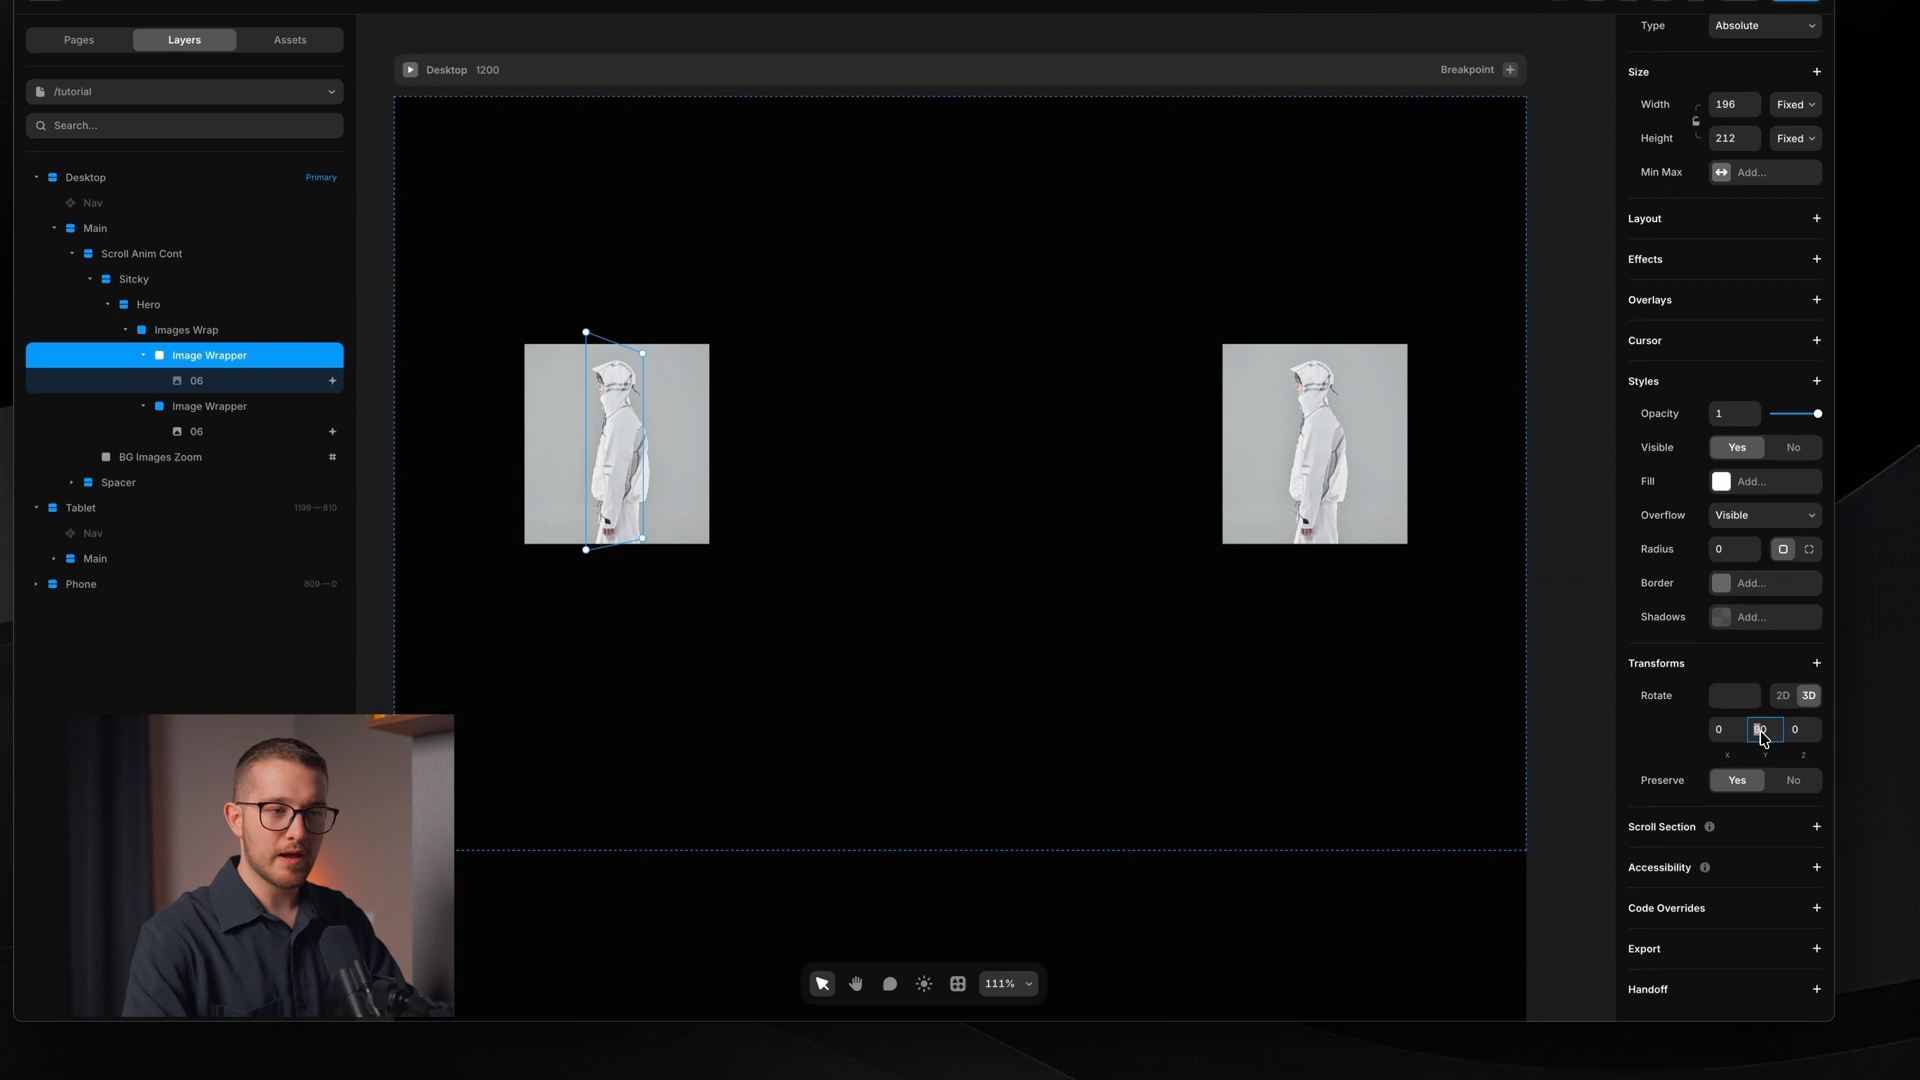 Pages
Layers
Assets
/tutorial
Search...
Desktop
Primary
Nav
Main
Scroll Anim Cont
Sitcky
Hero
Images Wrap
Image Wrapper
06
Image Wrapper
06
BG Images Zoom
Spacer
Tablet
1199—810
Nav
Main
Phone
809—0
Desktop 1200
Breakpoint
111%
Type
Absolute
Size
Width
196
Fixed
Height
212
Fixed
Min Max
Add...
Layout
Effects
Overlays
Cursor
Styles
Opacity
1
Visible
Yes
No
Fill
Add...
Overflow
Visible
Radius
0
Border
Add...
Shadows
Add...
Transforms
Rotate
2D
3D
0
90
0
X
Y
Z
Preserve
Yes
No
Scroll Section
Accessibility
Code Overrides
Export
Handoff